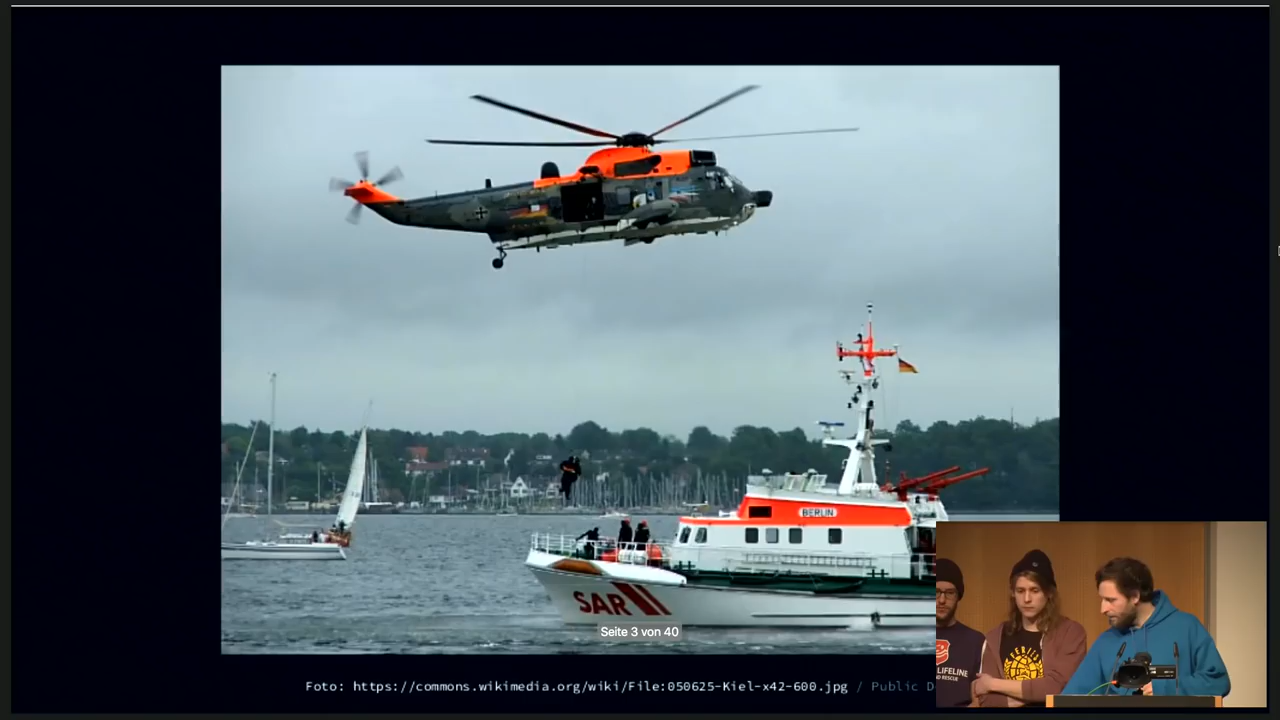 BERLIN
SAR
Seite 3 von 40
Foto: https://commons.wikimedia.org/wiki/File:050625-Kiel-x42-600.jpg / Public
LIFELINE